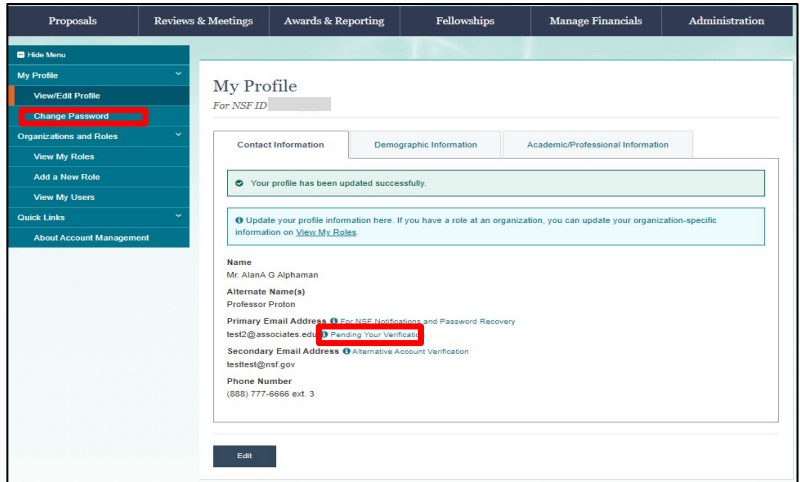 Proposals Reviews & Meetings Awards & Reporting Fellowships Manage Financials Administration
Hide Menu
My Profile
View/Edit Profile
Change Password
Organizations and Roles
View My Roles
Add a New Role
View My Users
Quick Links
About Account Management
My Profile
For NSF ID
Contact Information Demographic Information Academic/Professional Information
Your profile has been updated successfully.
Update your profile information here. If you have a role at an organization, you can update your organization-specific
information on View My Roles.
Name
Mr. AlanA G Alphaman
Alternate Name(s)
Professor Proton
Primary Email Address For NSF Notifications and Password Recovery
test2@associates.edu Pending Your Verification
Secondary Email Address Alternative Account Verification
testtest@nsf.gov
Phone Number
(888) 777-6666 ext. 3
Edit